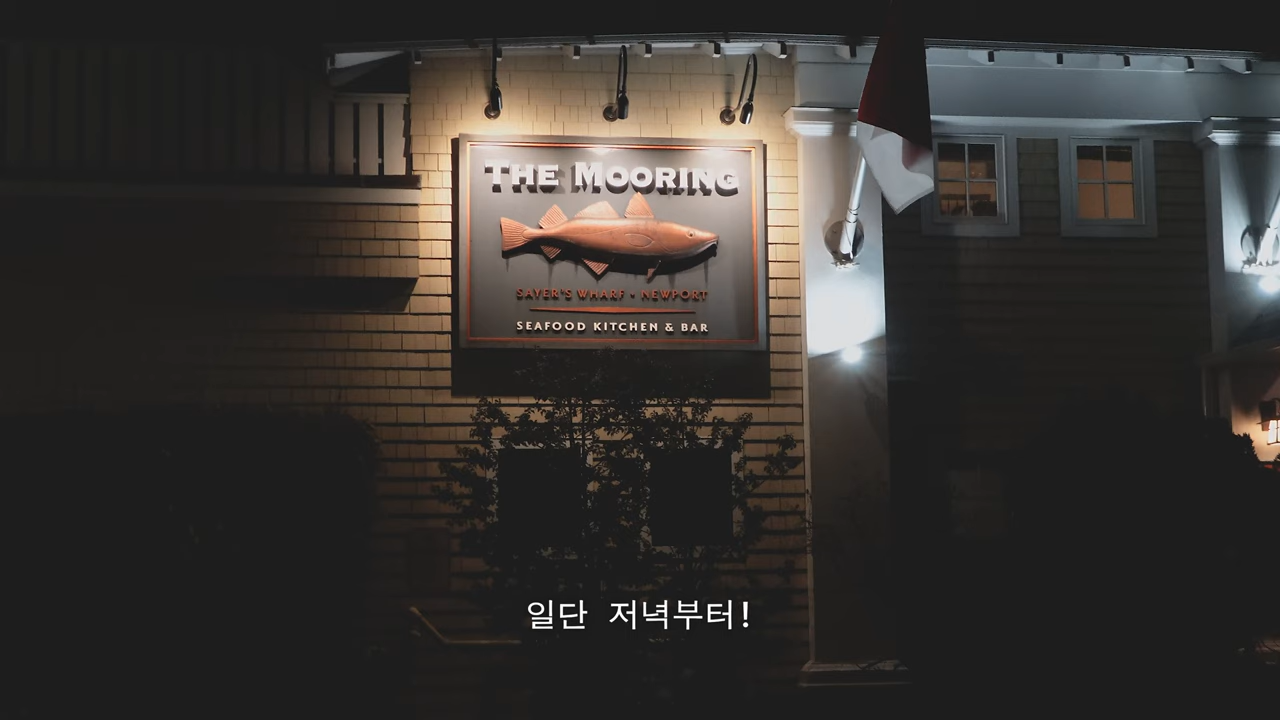 THE MOORING
SAYER'S WHARF • NEWPORT
SEAFOOD KITCHEN & BAR
일단 저녁부터!